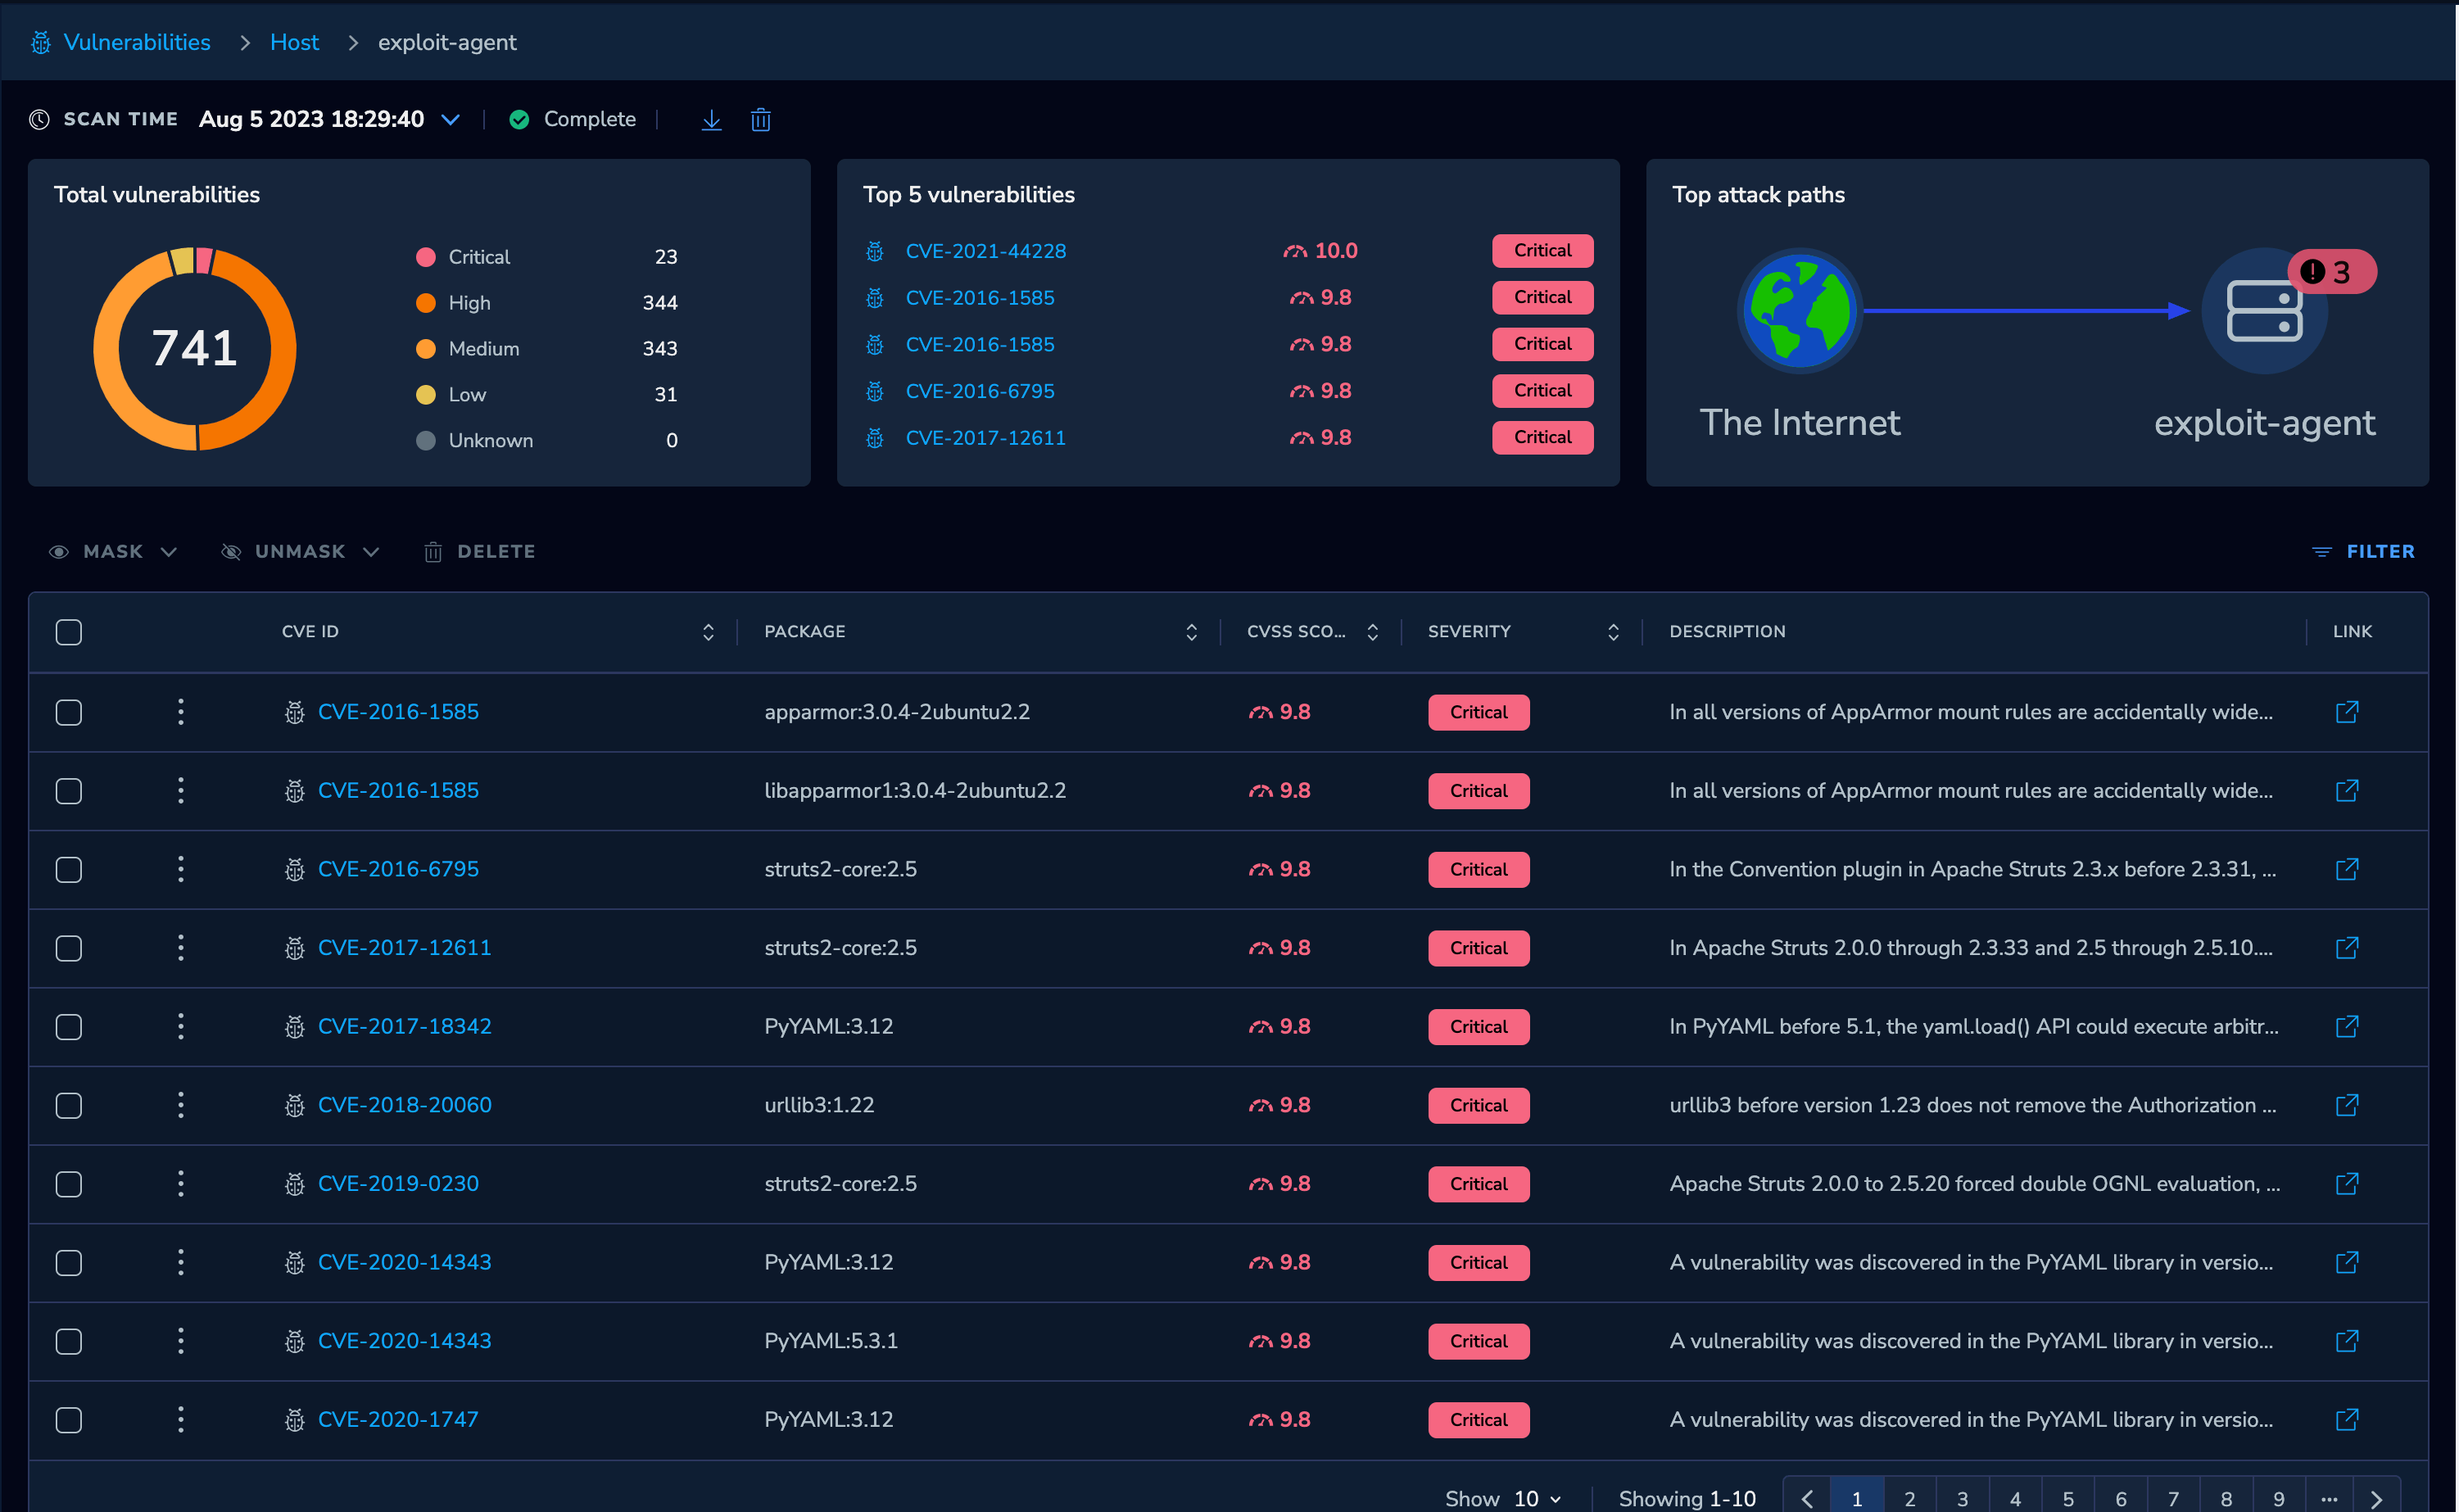 Vulnerabilities > Host > exploit-agent
SCAN TIME Aug 5 2023 18:29:40 Complete
Total vulnerabilities
741
Critical 23
High 344
Medium 343
Low 31
Unknown 0
Top 5 vulnerabilities
CVE-2021-44228 10.0 Critical
CVE-2016-1585 9.8 Critical
CVE-2016-1585 9.8 Critical
CVE-2016-6795 9.8 Critical
CVE-2017-12611 9.8 Critical
Top attack paths
3
The Internet exploit-agent
MASK UNMASK DELETE FILTER
CVE ID PACKAGE CVSS SCO... SEVERITY DESCRIPTION LINK
CVE-2016-1585 apparmor:3.0.4-2ubuntu2.2 9.8 Critical In all versions of AppArmor mount rules are accidentally wide...
CVE-2016-1585 libapparmor1:3.0.4-2ubuntu2.2 9.8 Critical In all versions of AppArmor mount rules are accidentally wide...
CVE-2016-6795 struts2-core:2.5 9.8 Critical In the Convention plugin in Apache Struts 2.3.x before 2.3.31, ...
CVE-2017-12611 struts2-core:2.5 9.8 Critical In Apache Struts 2.0.0 through 2.3.33 and 2.5 through 2.5.10....
CVE-2017-18342 PyYAML:3.12 9.8 Critical In PyYAML before 5.1, the yaml.load() API could execute arbitr...
CVE-2018-20060 urllib3:1.22 9.8 Critical urllib3 before version 1.23 does not remove the Authorization ...
CVE-2019-0230 struts2-core:2.5 9.8 Critical Apache Struts 2.0.0 to 2.5.20 forced double OGNL evaluation, ...
CVE-2020-14343 PyYAML:3.12 9.8 Critical A vulnerability was discovered in the PyYAML library in versio...
CVE-2020-14343 PyYAML:5.3.1 9.8 Critical A vulnerability was discovered in the PyYAML library in versio...
CVE-2020-1747 PyYAML:3.12 9.8 Critical A vulnerability was discovered in the PyYAML library in versio...
Show 10 Showing 1-10 < 1 2 3 4 5 6 7 8 9 ... >